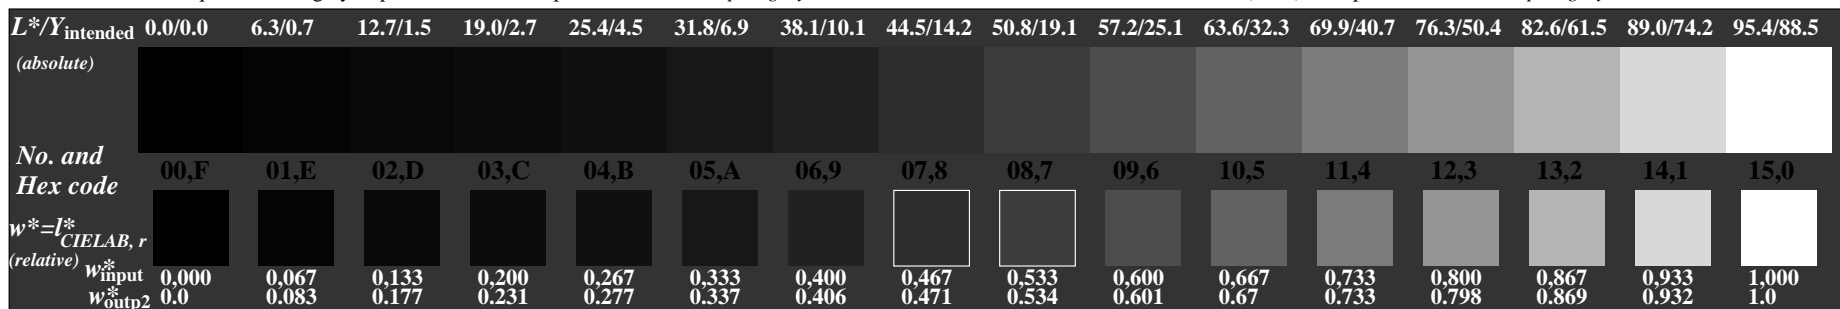 L*/Yintended 0.0/0.0 6.3/0.7 12.7/1.5 19.0/2.7 25.4/4.5 31.8/6.9 38.1/10.1 44.5/14.2 50.8/19.1 57.2/25.1 63.6/32.3 69.9/40.7 76.3/50.4 82.6/61.5 89.0/74.2 95.4/88.5
(absolute)
No. and
Hex code
00,F 01,E 02,D 03,C 04,B 05,A 06,9 07,8 08,7 09,6 10,5 11,4 12,3 13,2 14,1 15,0
w*=l*CIELAB, r
(relative)
w*input 0,000 0,067 0,133 0,200 0,267 0,333 0,400 0,467 0,533 0,600 0,667 0,733 0,800 0,867 0,933 1,000
w*outp2 0.0 0.083 0.177 0.231 0.277 0.337 0.406 0.471 0.534 0.601 0.67 0.733 0.798 0.869 0.932 1.0